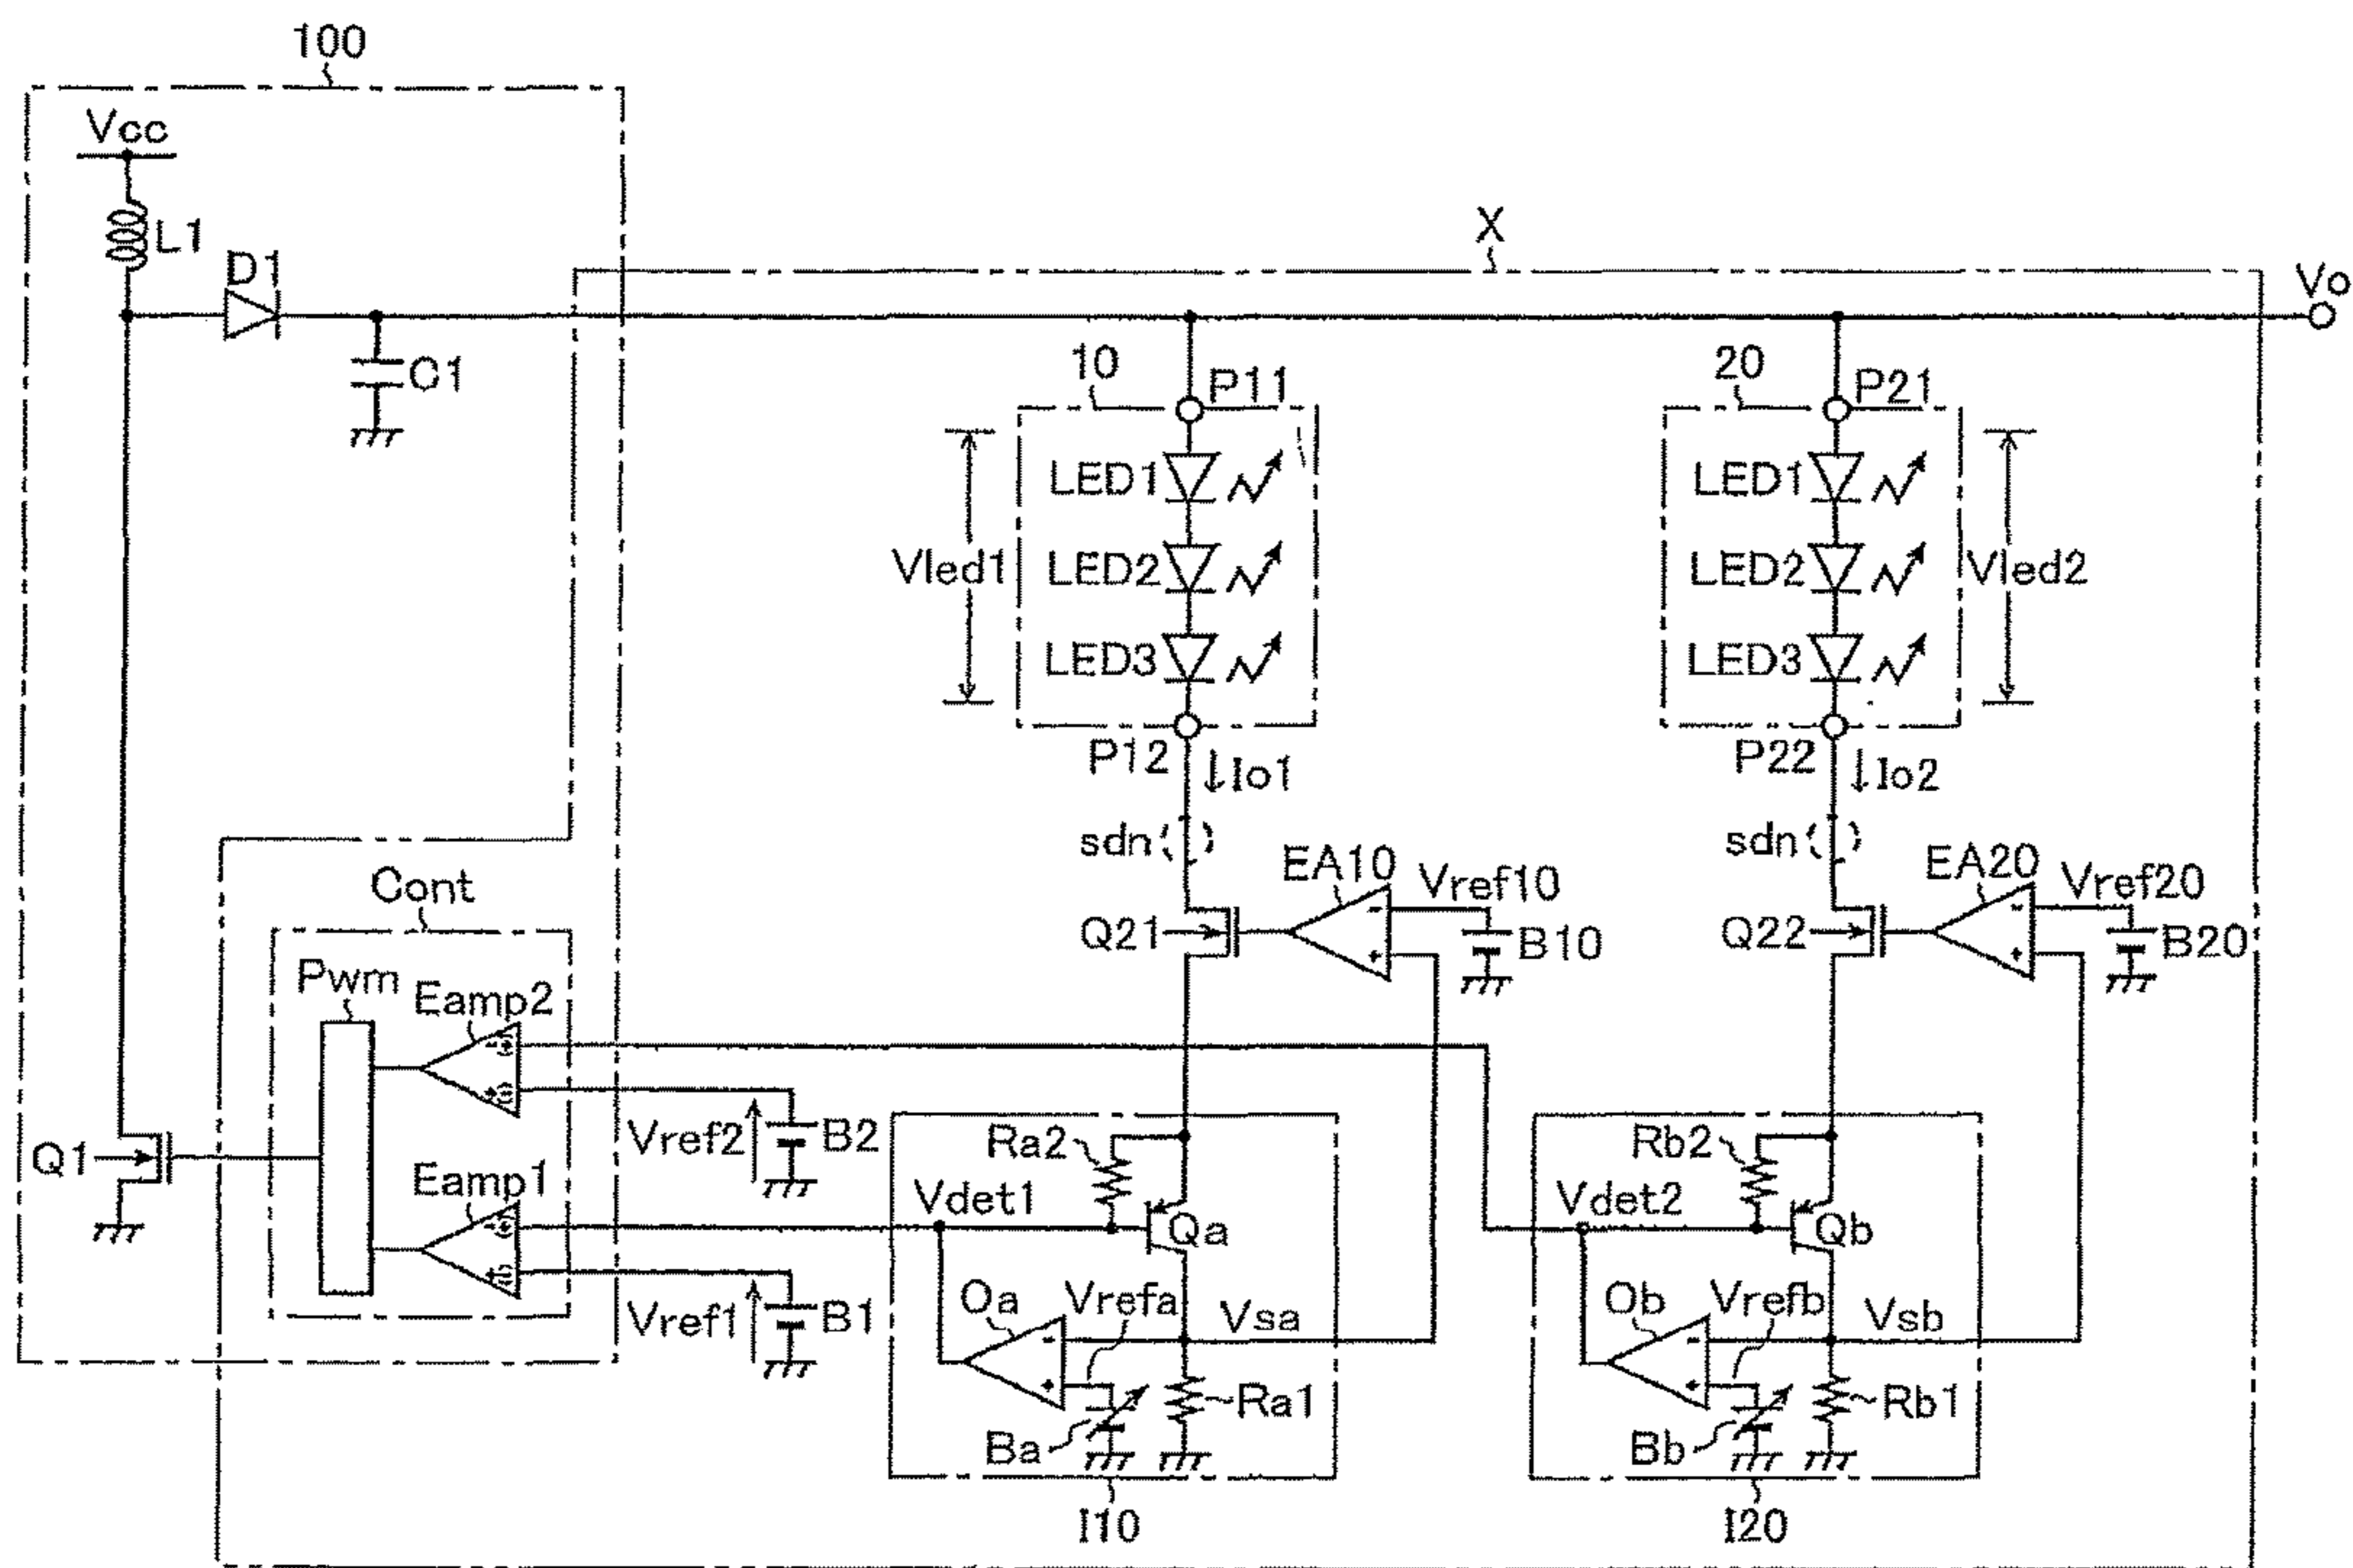 100
Vcc
L1
D1
C1
X
Vo
10
P11
20
P21
LED1
LED2
LED3
Vled1
LED1
LED2
LED3
Vled2
P12
Io1
P22
Io2
sdn
sdn
EA10
Vref10
EA20
Vref20
Q21
B10
Q22
B20
Cont
Pwm
Eamp2
Vref2
B2
Q1
Eamp1
Vref1
B1
Ra2
Vdet1
Qa
Oa
Vrefa
Vsa
Ra1
Ba
I10
Rb2
Vdet2
Qb
Ob
Vrefb
Vsb
Rb1
Bb
I20